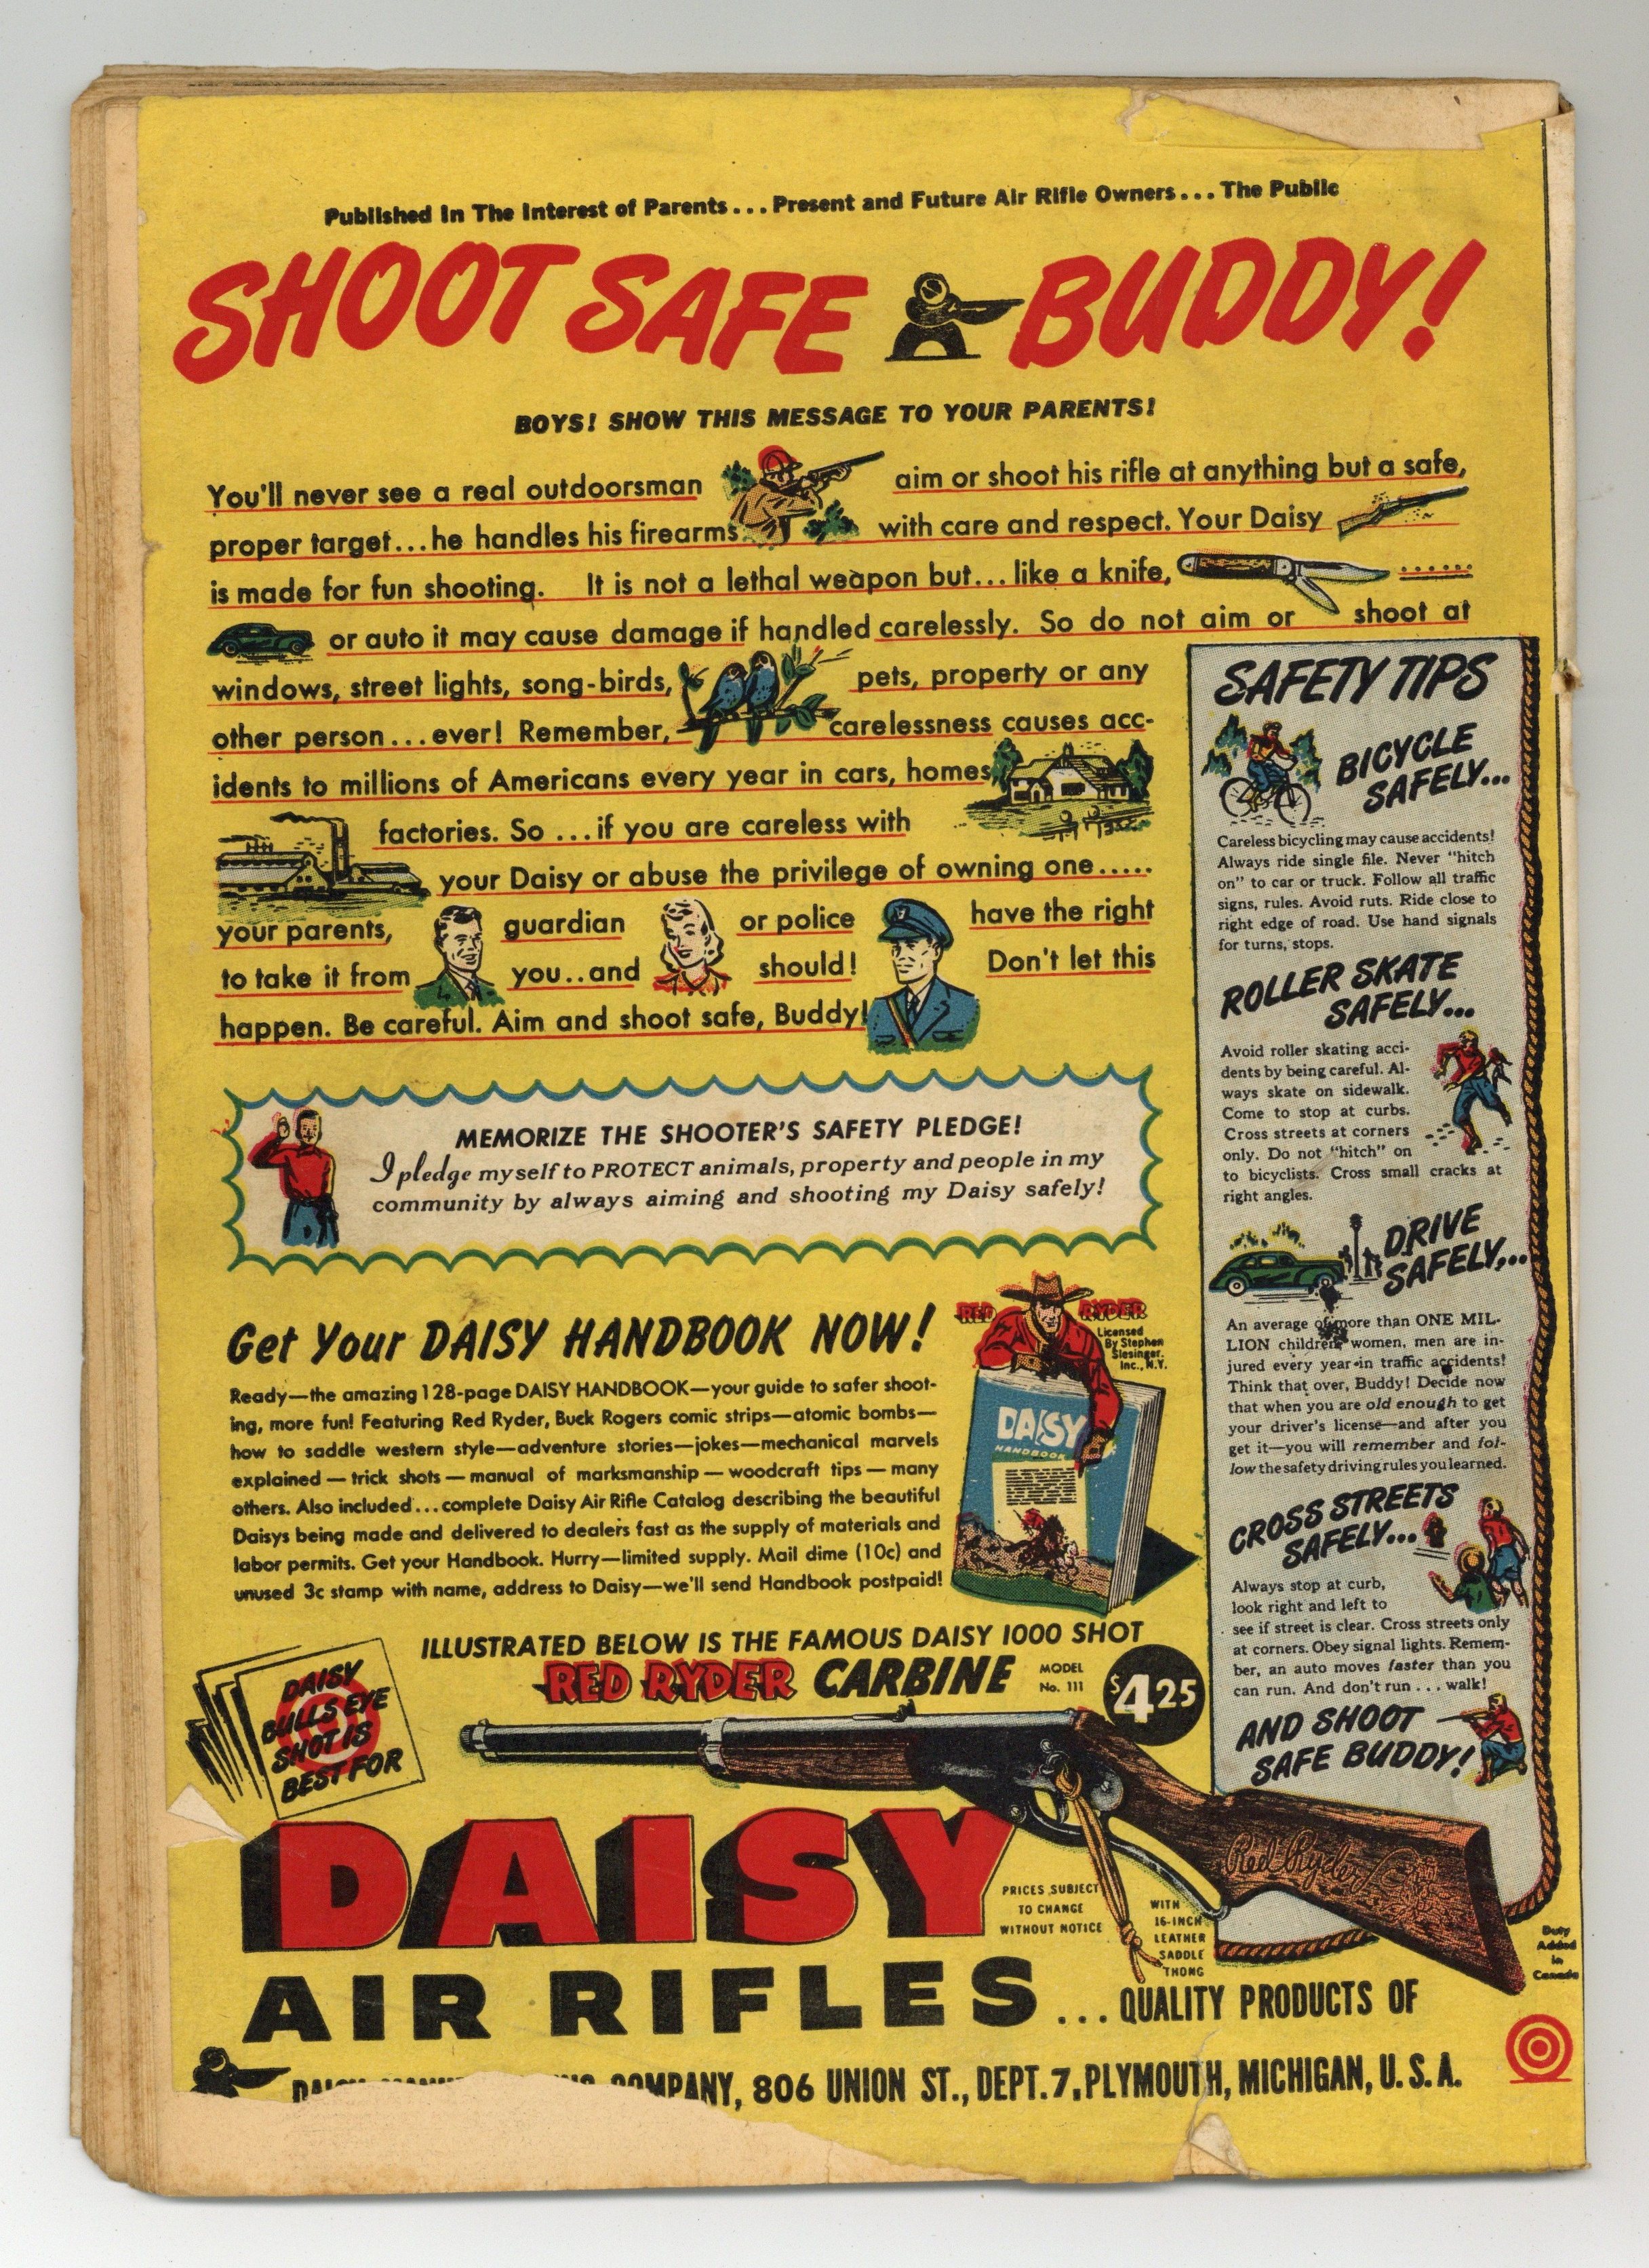 Published In The Interest of Parents... Present and Future Air Rifle Owners... The Public
SHOOT SAFE BUDDY!
BOYS! SHOW THIS MESSAGE TO YOUR PARENTS!
You'll never see a real outdoorsman aim or shoot his rifle at anything but a safe,
proper target...he handles his firearms with care and respect. Your Daisy
is made for fun shooting. It is not a lethal weapon but... like a knife, ......
or auto it may cause damage if handled carelessly. So do not aim or shoot at
windows, street lights, song-birds, pets, property or any
other person...ever! Remember, carelessness causes acc-
idents to millions of Americans every year in cars, homes
factories. So ...if you are careless with
your Daisy or abuse the privilege of owning one.....
your parents, guardian or police have the right
to take it from you..and should! Don't let this
happen. Be careful. Aim and shoot safe, Buddy!
MEMORIZE THE SHOOTER'S SAFETY PLEDGE!
I pledge myself to PROTECT animals, property and people in my
community by always aiming and shooting my Daisy safely!
Get Your DAISY HANDBOOK NOW!
Ready—the amazing 128-page DAISY HANDBOOK—your guide to safer shoot-
ing, more fun! Featuring Red Ryder, Buck Rogers comic strips—atomic bombs—
how to saddle western style—adventure stories—jokes—mechanical marvels
explained — trick shots — manual of marksmanship — woodcraft tips — many
others. Also included... complete Daisy Air Rifle Catalog describing the beautiful
Daisys being made and delivered to dealers fast as the supply of materials and
labor permits. Get your Handbook. Hurry—limited supply. Mail dime (10c) and
unused 3c stamp with name, address to Daisy—we'll send Handbook postpaid!
RED RYDER
Licensed
By Stephen
Slesinger.
Inc., N.Y.
DAISY
HANDBOOK
SAFETY TIPS
BICYCLE
SAFELY...
Careless bicycling may cause accidents!
Always ride single file. Never "hitch
on" to car or truck. Follow all traffic
signs, rules. Avoid ruts. Ride close to
right edge of road. Use hand signals
for turns, stops.
ROLLER SKATE
SAFELY...
Avoid roller skating acci-
dents by being careful. Al-
ways skate on sidewalk.
Come to stop at curbs.
Cross streets at corners
only. Do not "hitch" on
to bicyclists. Cross small cracks at
right angles.
DRIVE
SAFELY...
An average of more than ONE MIL-
LION children, women, men are in-
jured every year in traffic accidents!
Think that over, Buddy! Decide now
that when you are old enough to get
your driver's license—and after you
get it—you will remember and fol-
low the safety driving rules you learned.
CROSS STREETS
SAFELY...
Always stop at curb,
look right and left to
see if street is clear. Cross streets only
at corners. Obey signal lights. Remem-
ber, an auto moves faster than you
can run. And don't run... walk!
AND SHOOT
SAFE BUDDY!
ILLUSTRATED BELOW IS THE FAMOUS DAISY 1000 SHOT
RED RYDER CARBINE
MODEL
No. 111
$4.25
DAISY
BULLS EYE
SHOT IS
BEST FOR
Red Ryder
DAISY
PRICES SUBJECT
TO CHANGE
WITHOUT NOTICE
WITH
16-INCH
LEATHER
SADDLE
THONG
Duty
Added
in
Canada
AIR RIFLES... QUALITY PRODUCTS OF
COMPANY, 806 UNION ST., DEPT. 7, PLYMOUTH, MICHIGAN, U.S.A.